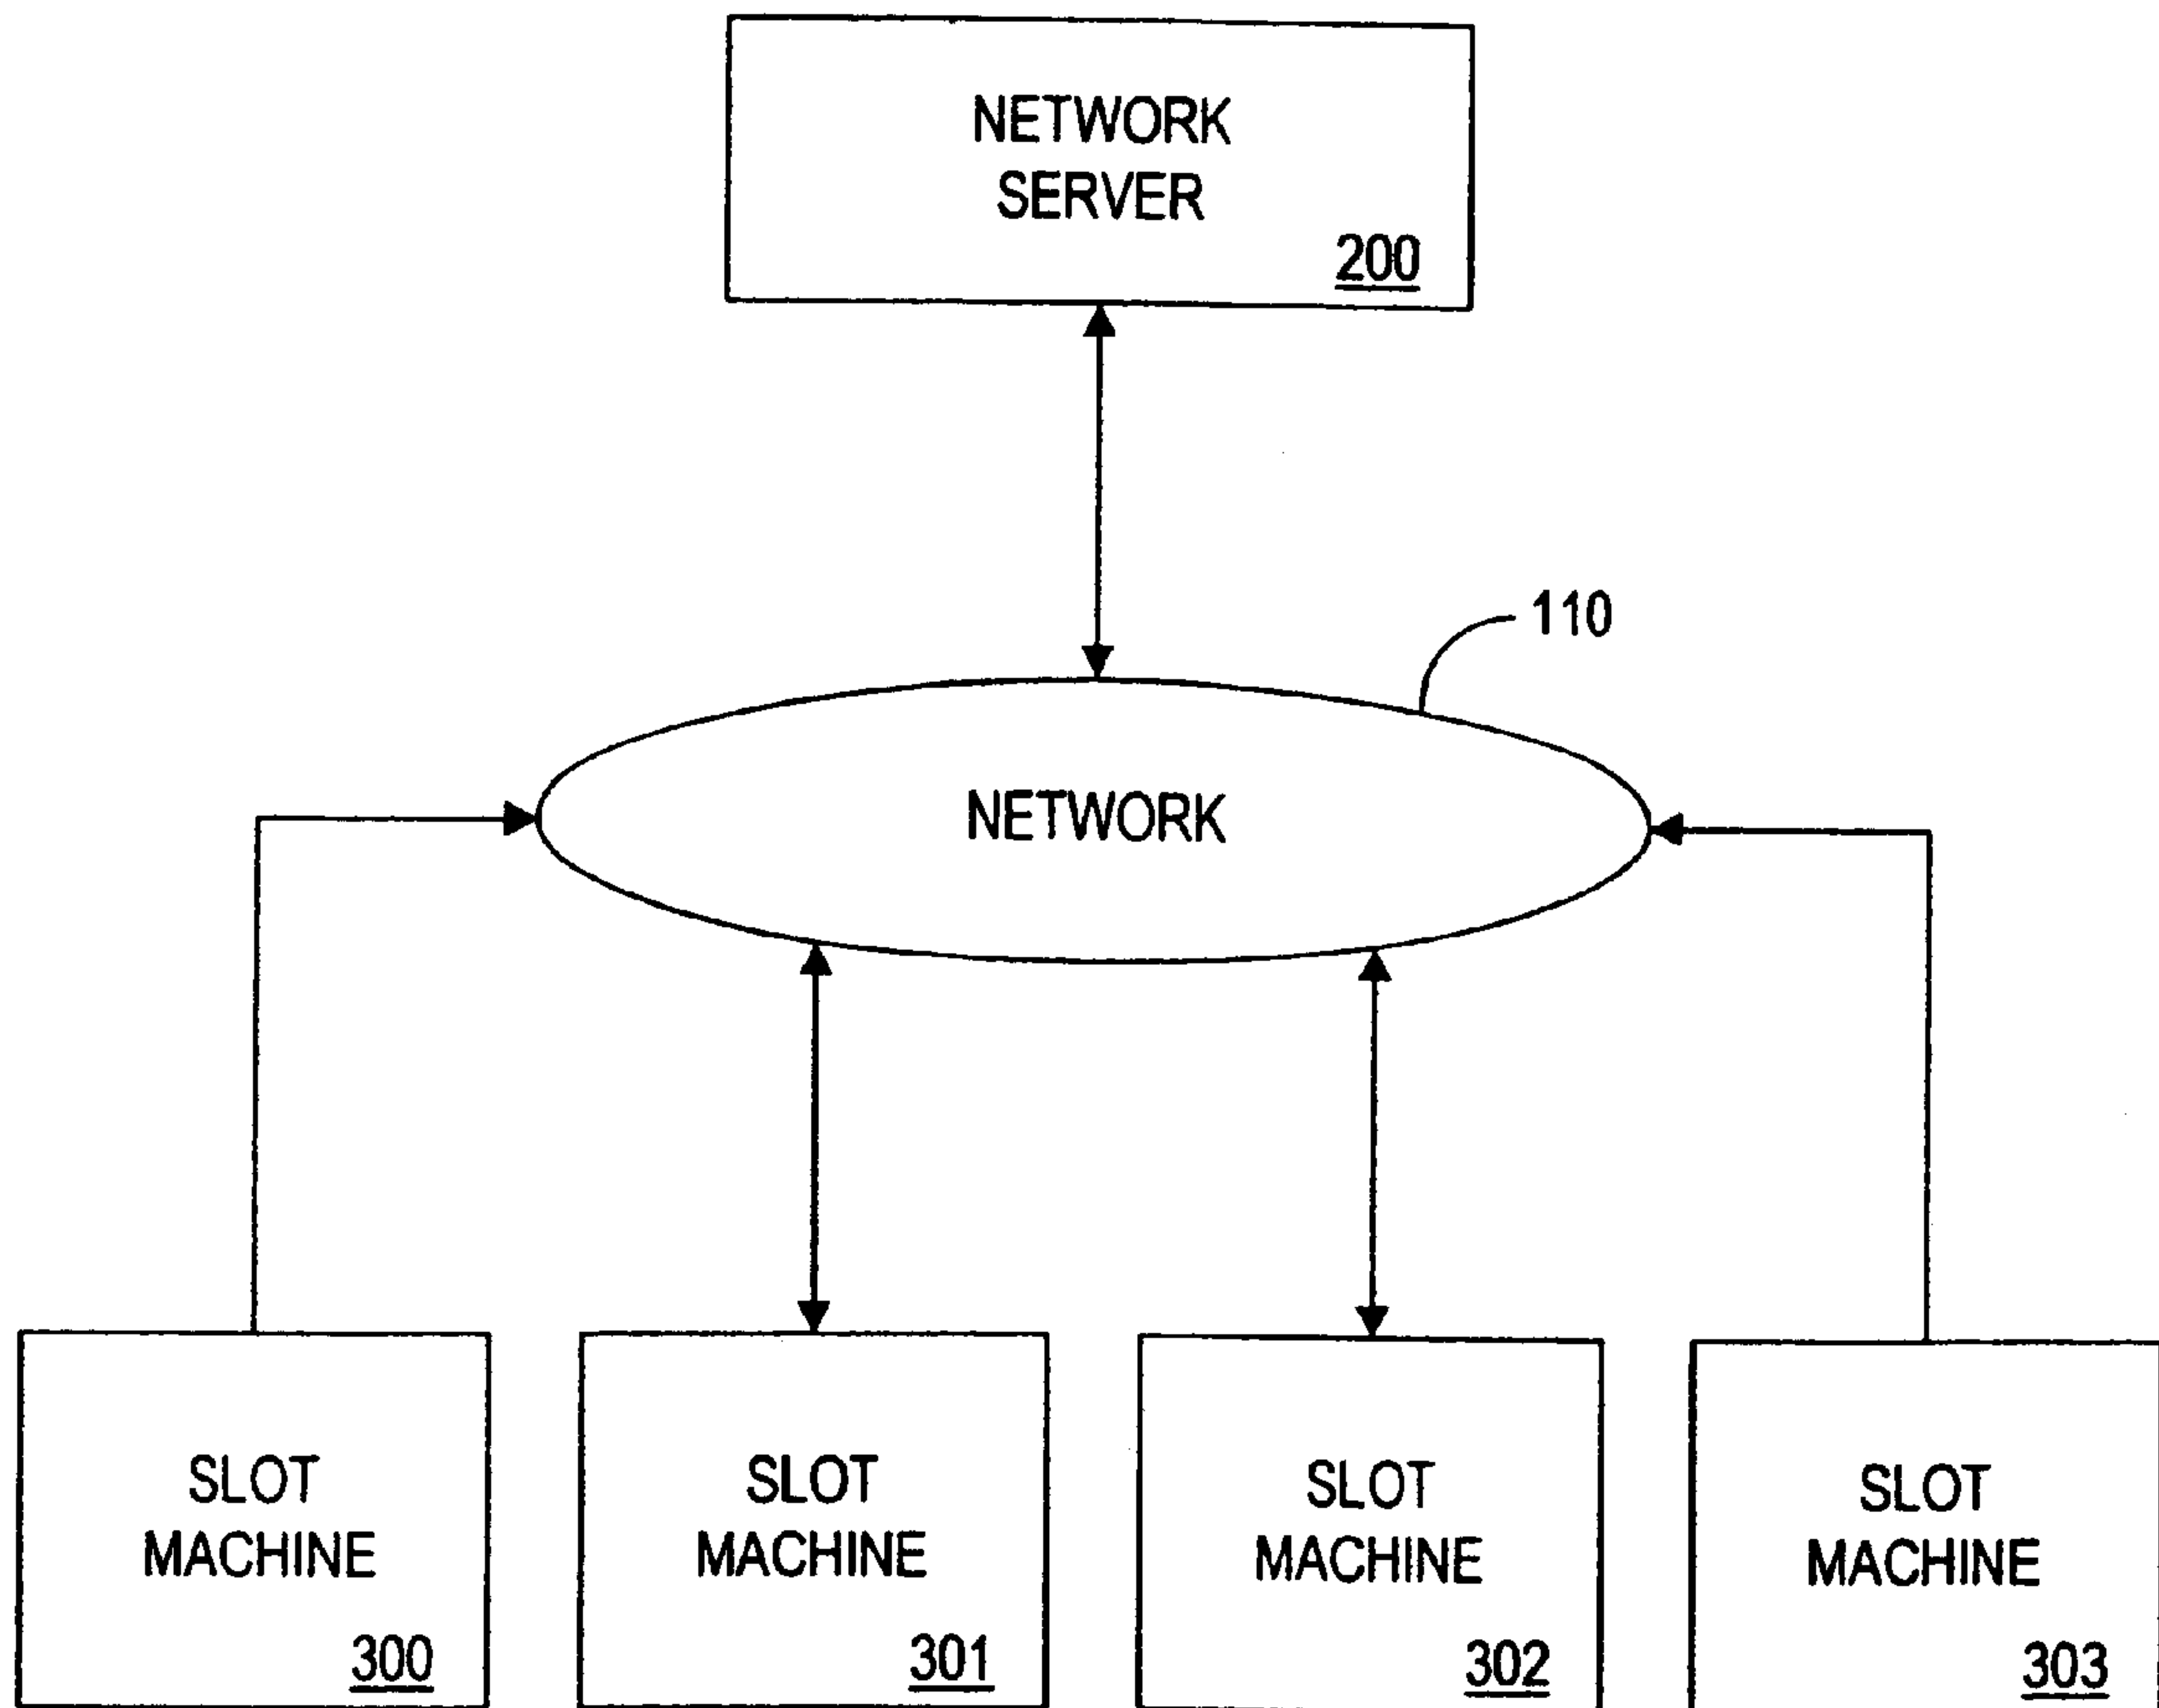 NETWORK
SERVER
200
110
NETWORK
SLOT
MACHINE
300
SLOT
MACHINE
301
SLOT
MACHINE
302
SLOT
MACHINE
303